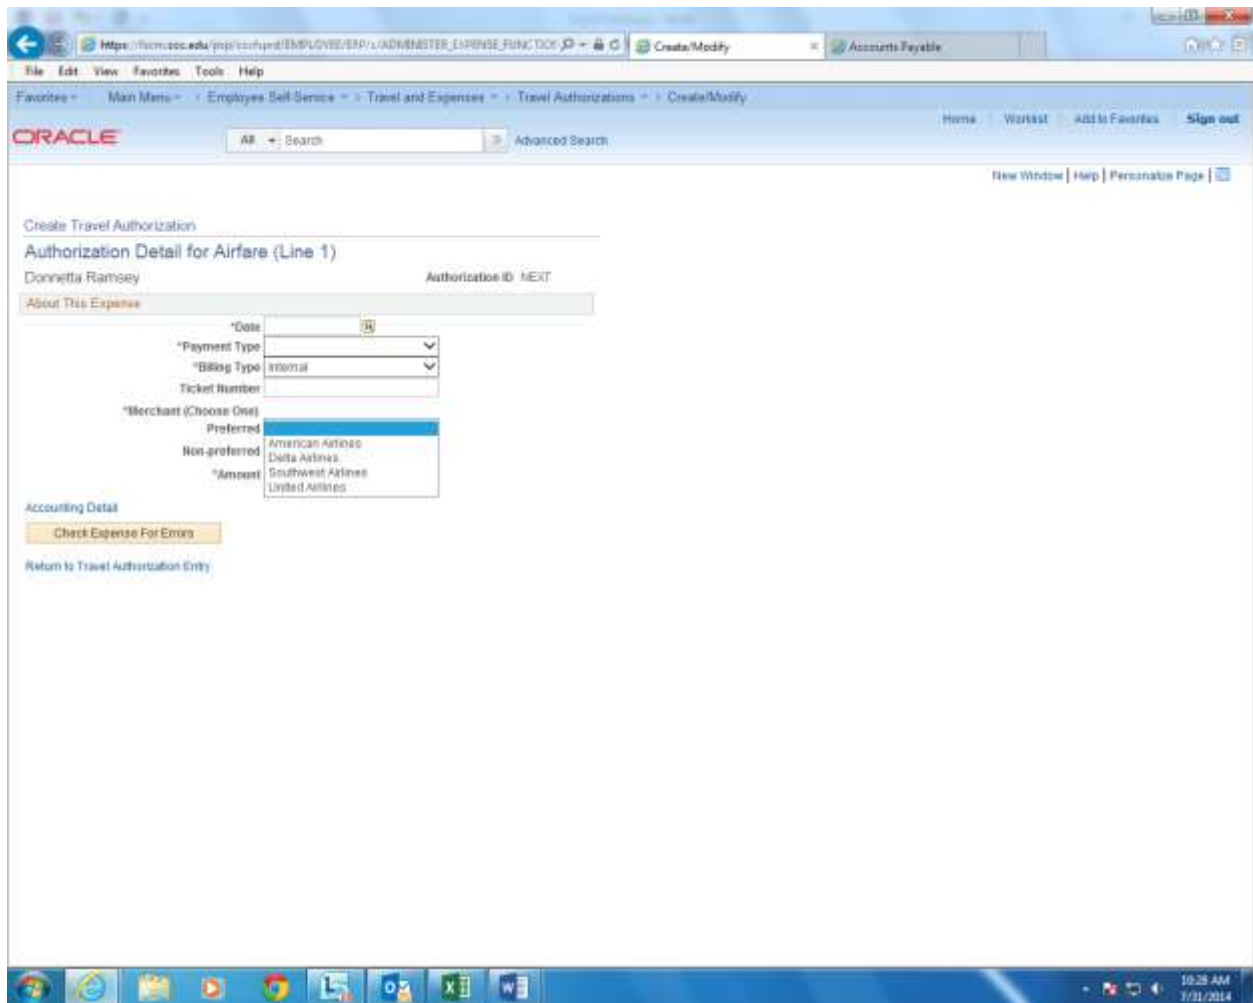 Create/Modify
Accounts Payable
File Edit View Favorites Tools Help
Favorites Main Menu Employee Self-Service Travel and Expenses Travel Authorizations Create/Modify
Home Worklist Add to Favorites Sign out
ORACLE
All Search Advanced Search
New Window | Help | Personalize Page |
Create Travel Authorization
Authorization Detail for Airfare (Line 1)
Donnetta Ramsey Authorization ID NEXT
About This Expense
*Date
*Payment Type
*Billing Type Internal
Ticket Number
*Merchant (Choose One)
Preferred
American Airlines
Non-preferred
Delta Airlines
*Amount Southwest Airlines
United Airlines
Accounting Detail
Check Expense For Errors
Return to Travel Authorization Entry
10:28 AM
7/31/2014